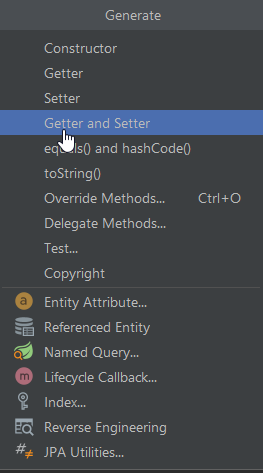 Generate
Constructor
Getter
Setter
Getter and Setter
equals() and hashCode()
toString()
Override Methods... Ctrl+O
Delegate Methods...
Test...
Copyright
a Entity Attribute...
Referenced Entity
Named Query...
m Lifecycle Callback...
Index...
Reverse Engineering
JPA Utilities...